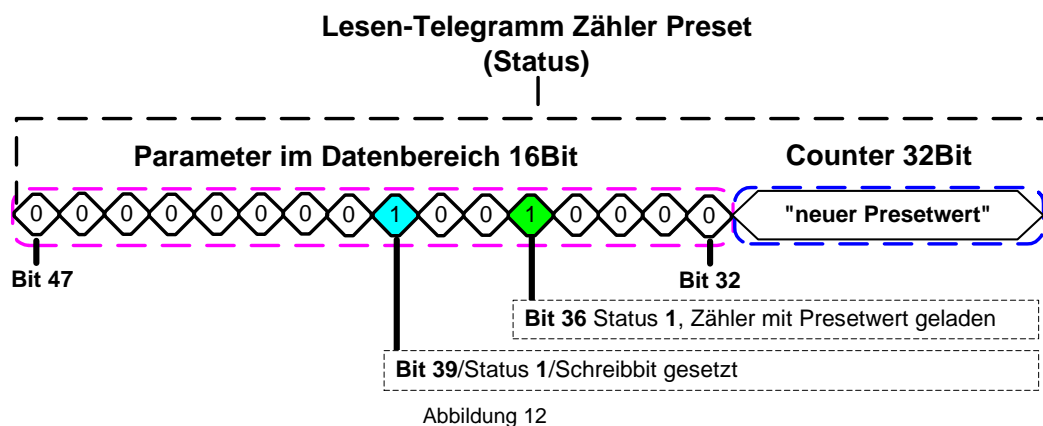 Lesen-Telegramm Zähler Preset
(Status)
Parameter im Datenbereich 16Bit
Counter 32Bit
0 0 0 0 0 0 0 0 1 0 0 1 0 0 0 0
"neuer Presetwert"
Bit 47
Bit 32
Bit 36 Status 1, Zähler mit Presetwert geladen
Bit 39/Status 1/Schreibbit gesetzt
Abbildung 12